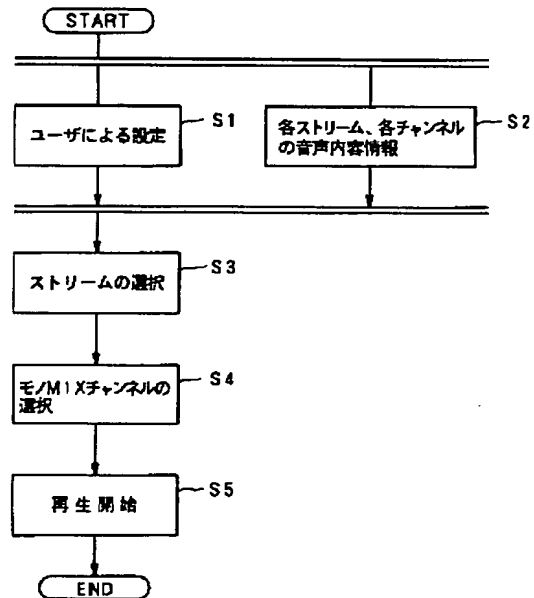 START
ユーザによる設定
S1
各ストリーム、各チャンネル
の音声内容情報
S2
ストリームの選択
S3
モノMIXチャンネルの
選択
S4
再生開始
S5
END